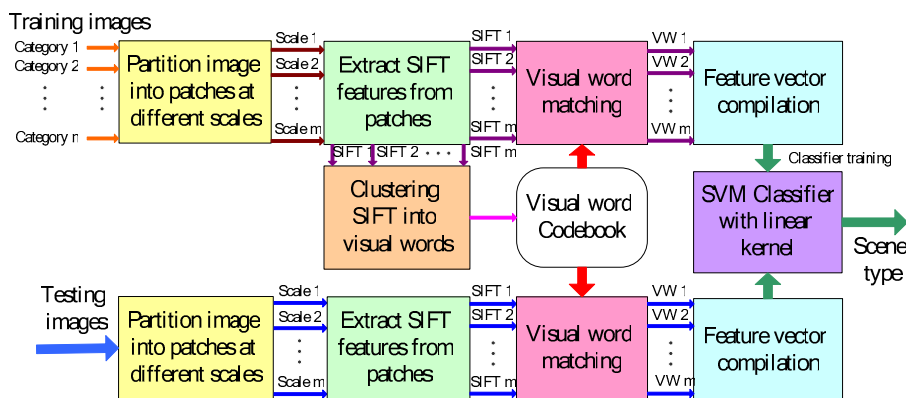 Training images
Category 1
Category 2
Category n
Partition image
into patches at
different scales
Scale 1
Scale 2
Scale m
Extract SIFT
features from
patches
SIFT 1
SIFT 2
SIFT m
Visual word
matching
VW 1
VW 2
VW m
Feature vector
compilation
SIFT 1
SIFT 2
SIFT m
Clustering
SIFT into
visual words
Visual word
Codebook
Classifier training
SVM Classifier
with linear
kernel
Scene
type
Testing
images
Partition image
into patches at
different scales
Scale 1
Scale 2
Scale m
Extract SIFT
features from
patches
SIFT 1
SIFT 2
SIFT m
Visual word
matching
VW 1
VW 2
VW m
Feature vector
compilation